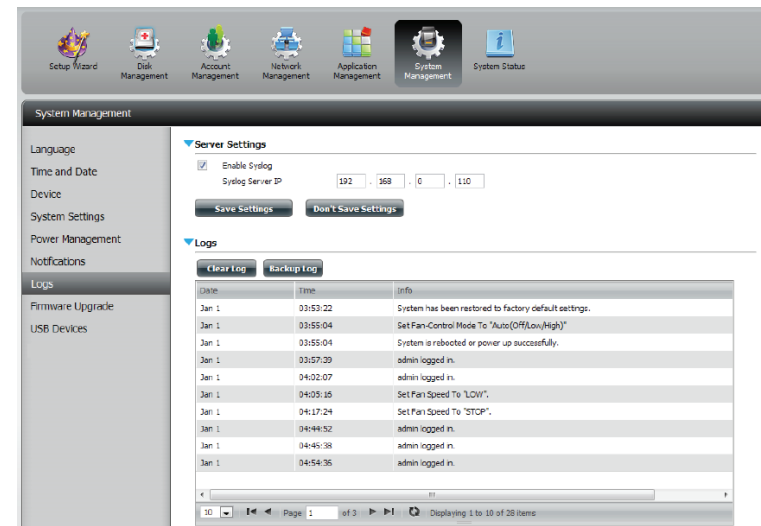 Setup Wizard
Disk Management
Account Management
Network Management
Application Management
System Management
System Status
System Management
Language
Time and Date
Device
System Settings
Power Management
Notifications
Logs
Firmware Upgrade
USB Devices
Server Settings
Enable Syslog
Syslog Server IP 192 . 168 . 0 . 110
Save Settings Don't Save Settings
Logs
Clear Log Backup Log
Date Time Info
Jan 1 03:53:22 System has been restored to factory default settings.
Jan 1 03:55:04 Set Fan-Control Mode To "Auto(Off/Low/High)"
Jan 1 03:55:04 System is rebooted or power up successfully.
Jan 1 03:57:39 admin logged in.
Jan 1 04:02:07 admin logged in.
Jan 1 04:05:16 Set Fan Speed To "LOW".
Jan 1 04:17:24 Set Fan Speed To "STOP".
Jan 1 04:44:52 admin logged in.
Jan 1 04:45:38 admin logged in.
Jan 1 04:54:36 admin logged in.
10 Page 1 of 3 Displaying 1 to 10 of 28 items